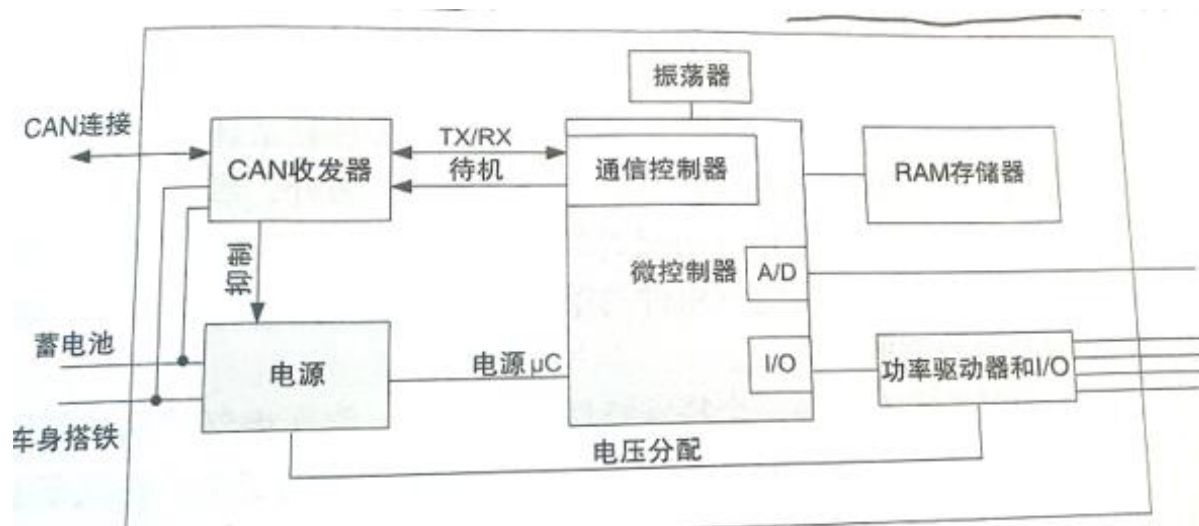 振荡器
CAN连接
TX/RX
CAN收发器
待机
通信控制器
RAM存储器
抑制
微控制器
A/D
蓄电池
电源
电源 μC
I/O
功率驱动器和I/O
车身搭铁
电压分配